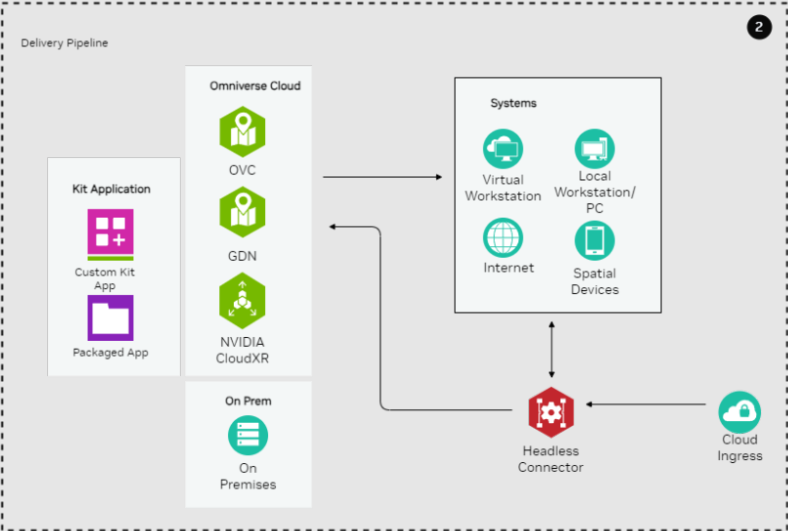 2
Delivery Pipeline
Omniverse Cloud
OVC
GDN
NVIDIA
CloudXR
Kit Application
Custom Kit
App
Packaged App
On Prem
On
Premises
Systems
Virtual
Workstation
Local
Workstation/
PC
Internet
Spatial
Devices
Headless
Connector
Cloud
Ingress